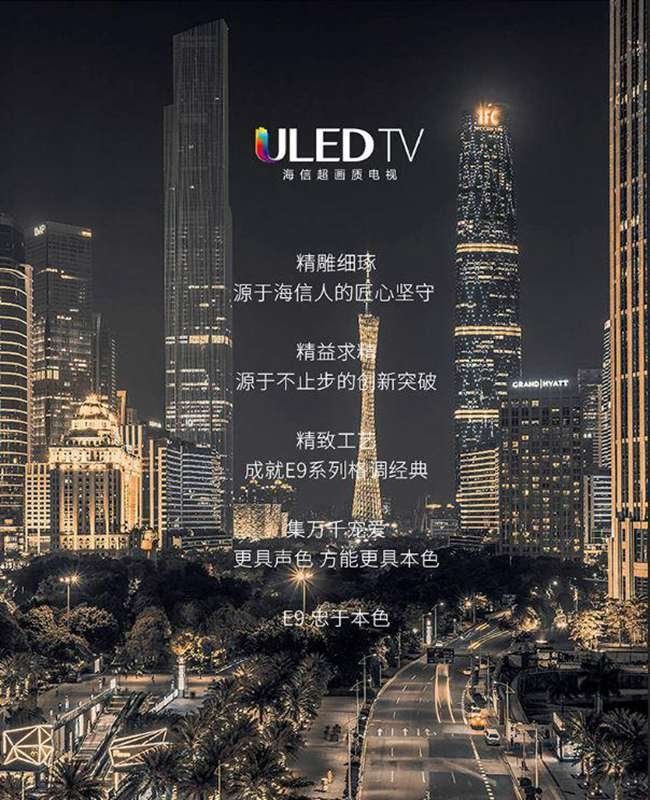 ULED TV
海信超画质电视
IFC
精雕细琢
源于海信人的匠心坚守
精益求精
源于不止步的创新突破
GRAND|HYATT
精致工艺
成就E9系列格调经典
集万千宠爱
更具声色 方能更具本色
E9 忠于本色